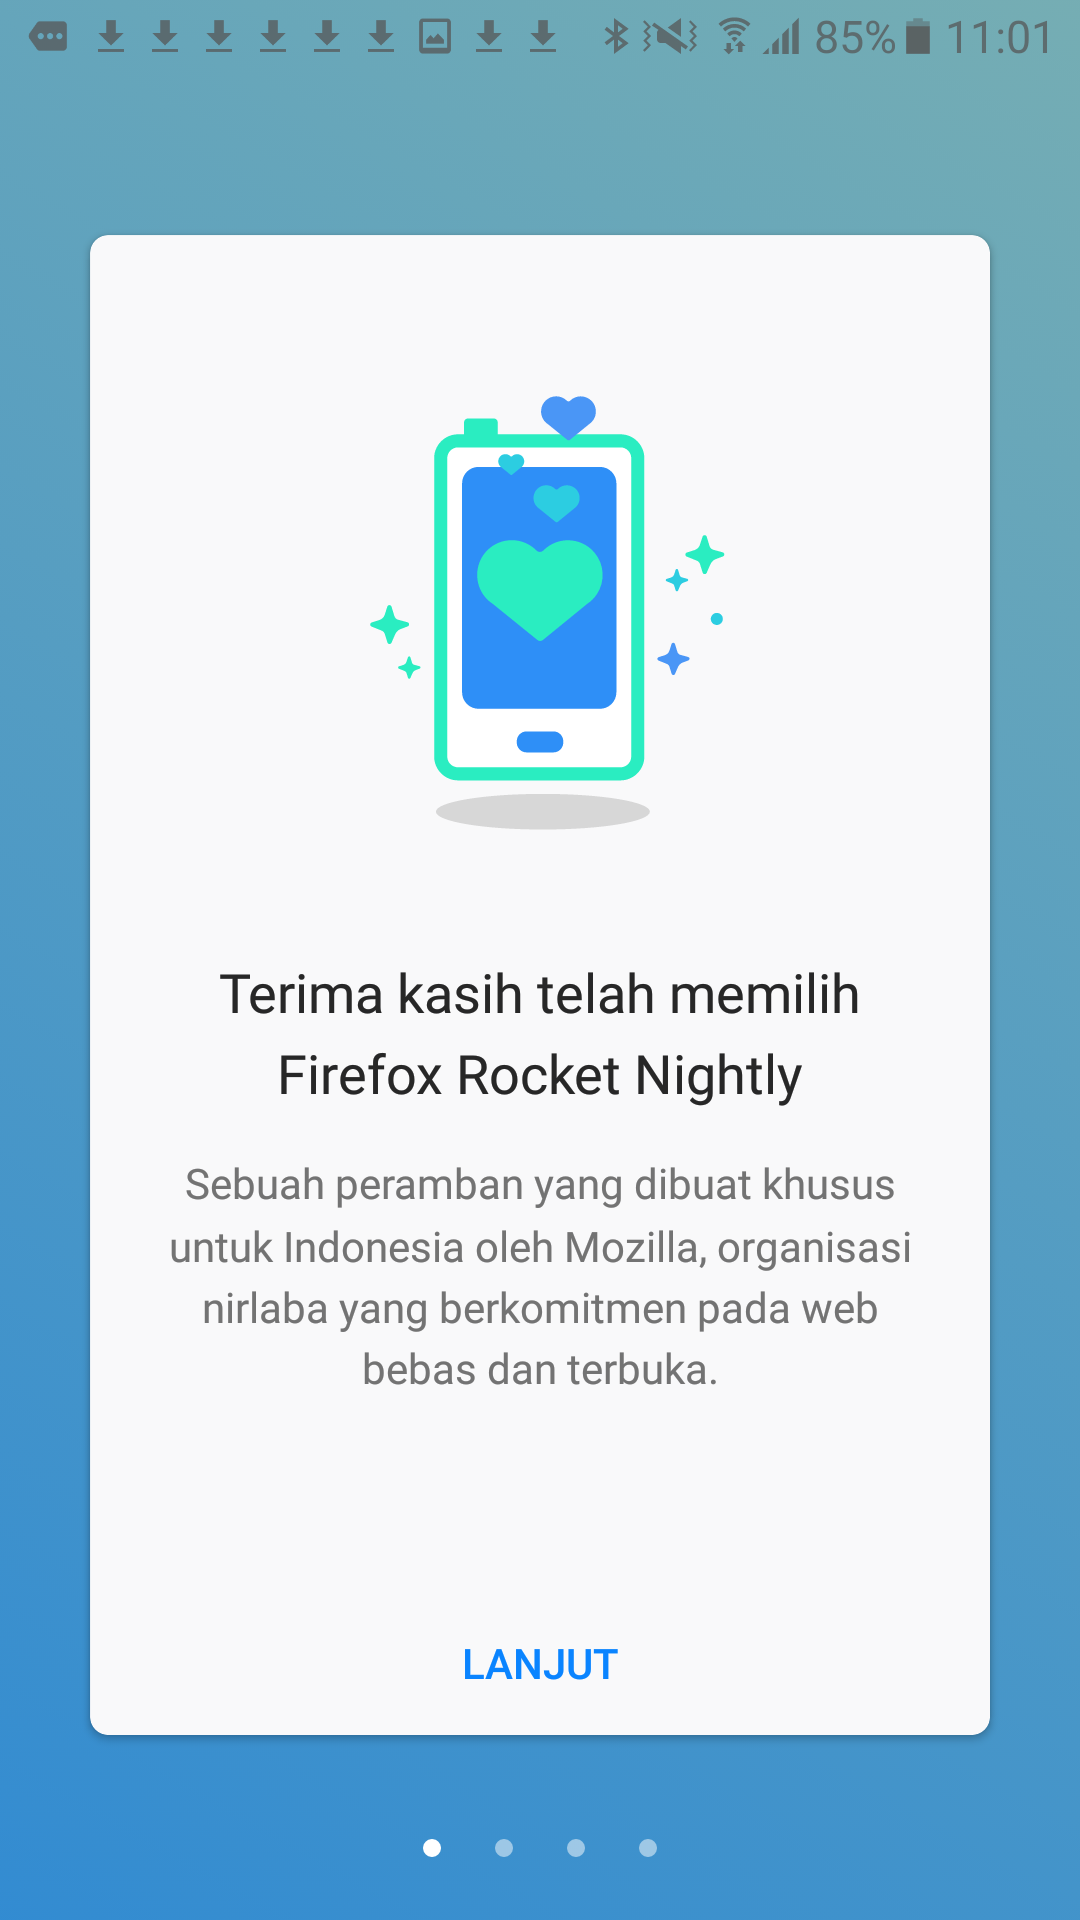 85% 11:01
Terima kasih telah memilih
Firefox Rocket Nightly
Sebuah peramban yang dibuat khusus
untuk Indonesia oleh Mozilla, organisasi
nirlaba yang berkomitmen pada web
bebas dan terbuka.
LANJUT